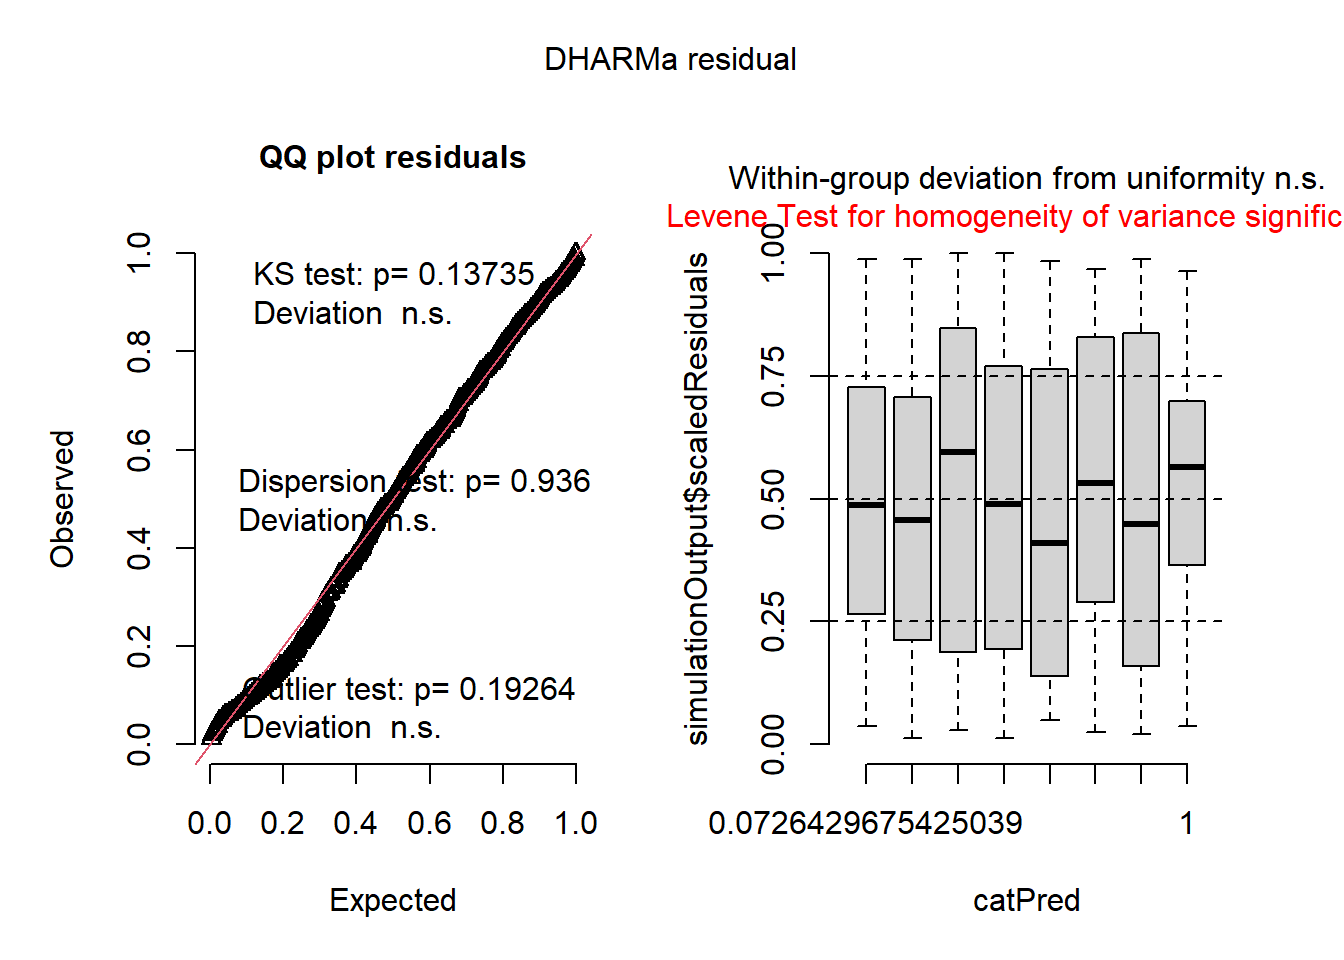 DHARMa residual
QQ plot residuals
KS test: p= 0.13735
Deviation n.s.
Dispersion test: p= 0.936
Deviation n.s.
Outlier test: p= 0.19264
Deviation n.s.
Observed
0.0 0.2 0.4 0.6 0.8 1.0
0.0 0.2 0.4 0.6 0.8 1.0
Expected
Within-group deviation from uniformity n.s.
Levene Test for homogeneity of variance signific
simulationOutput$scaledResiduals
0.00 0.25 0.50 0.75 1.00
0.0726429675425039 1
catPred